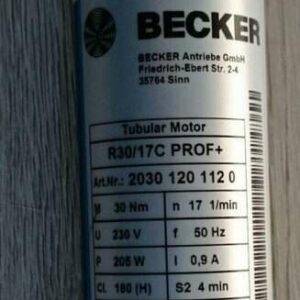 BECKER
BECKER Antriebe GmbH
Friedrich-Ebert Str. 2-4
35764 Sinn
Tubular Motor
R30/17C PROF+
Art.Nr.: 2030 120 112 0
M 30 Nm n 17 1/min
U 230 V f 50 Hz
P 205 W I 0,9 A
Cl. 180 (H) S2 4 min